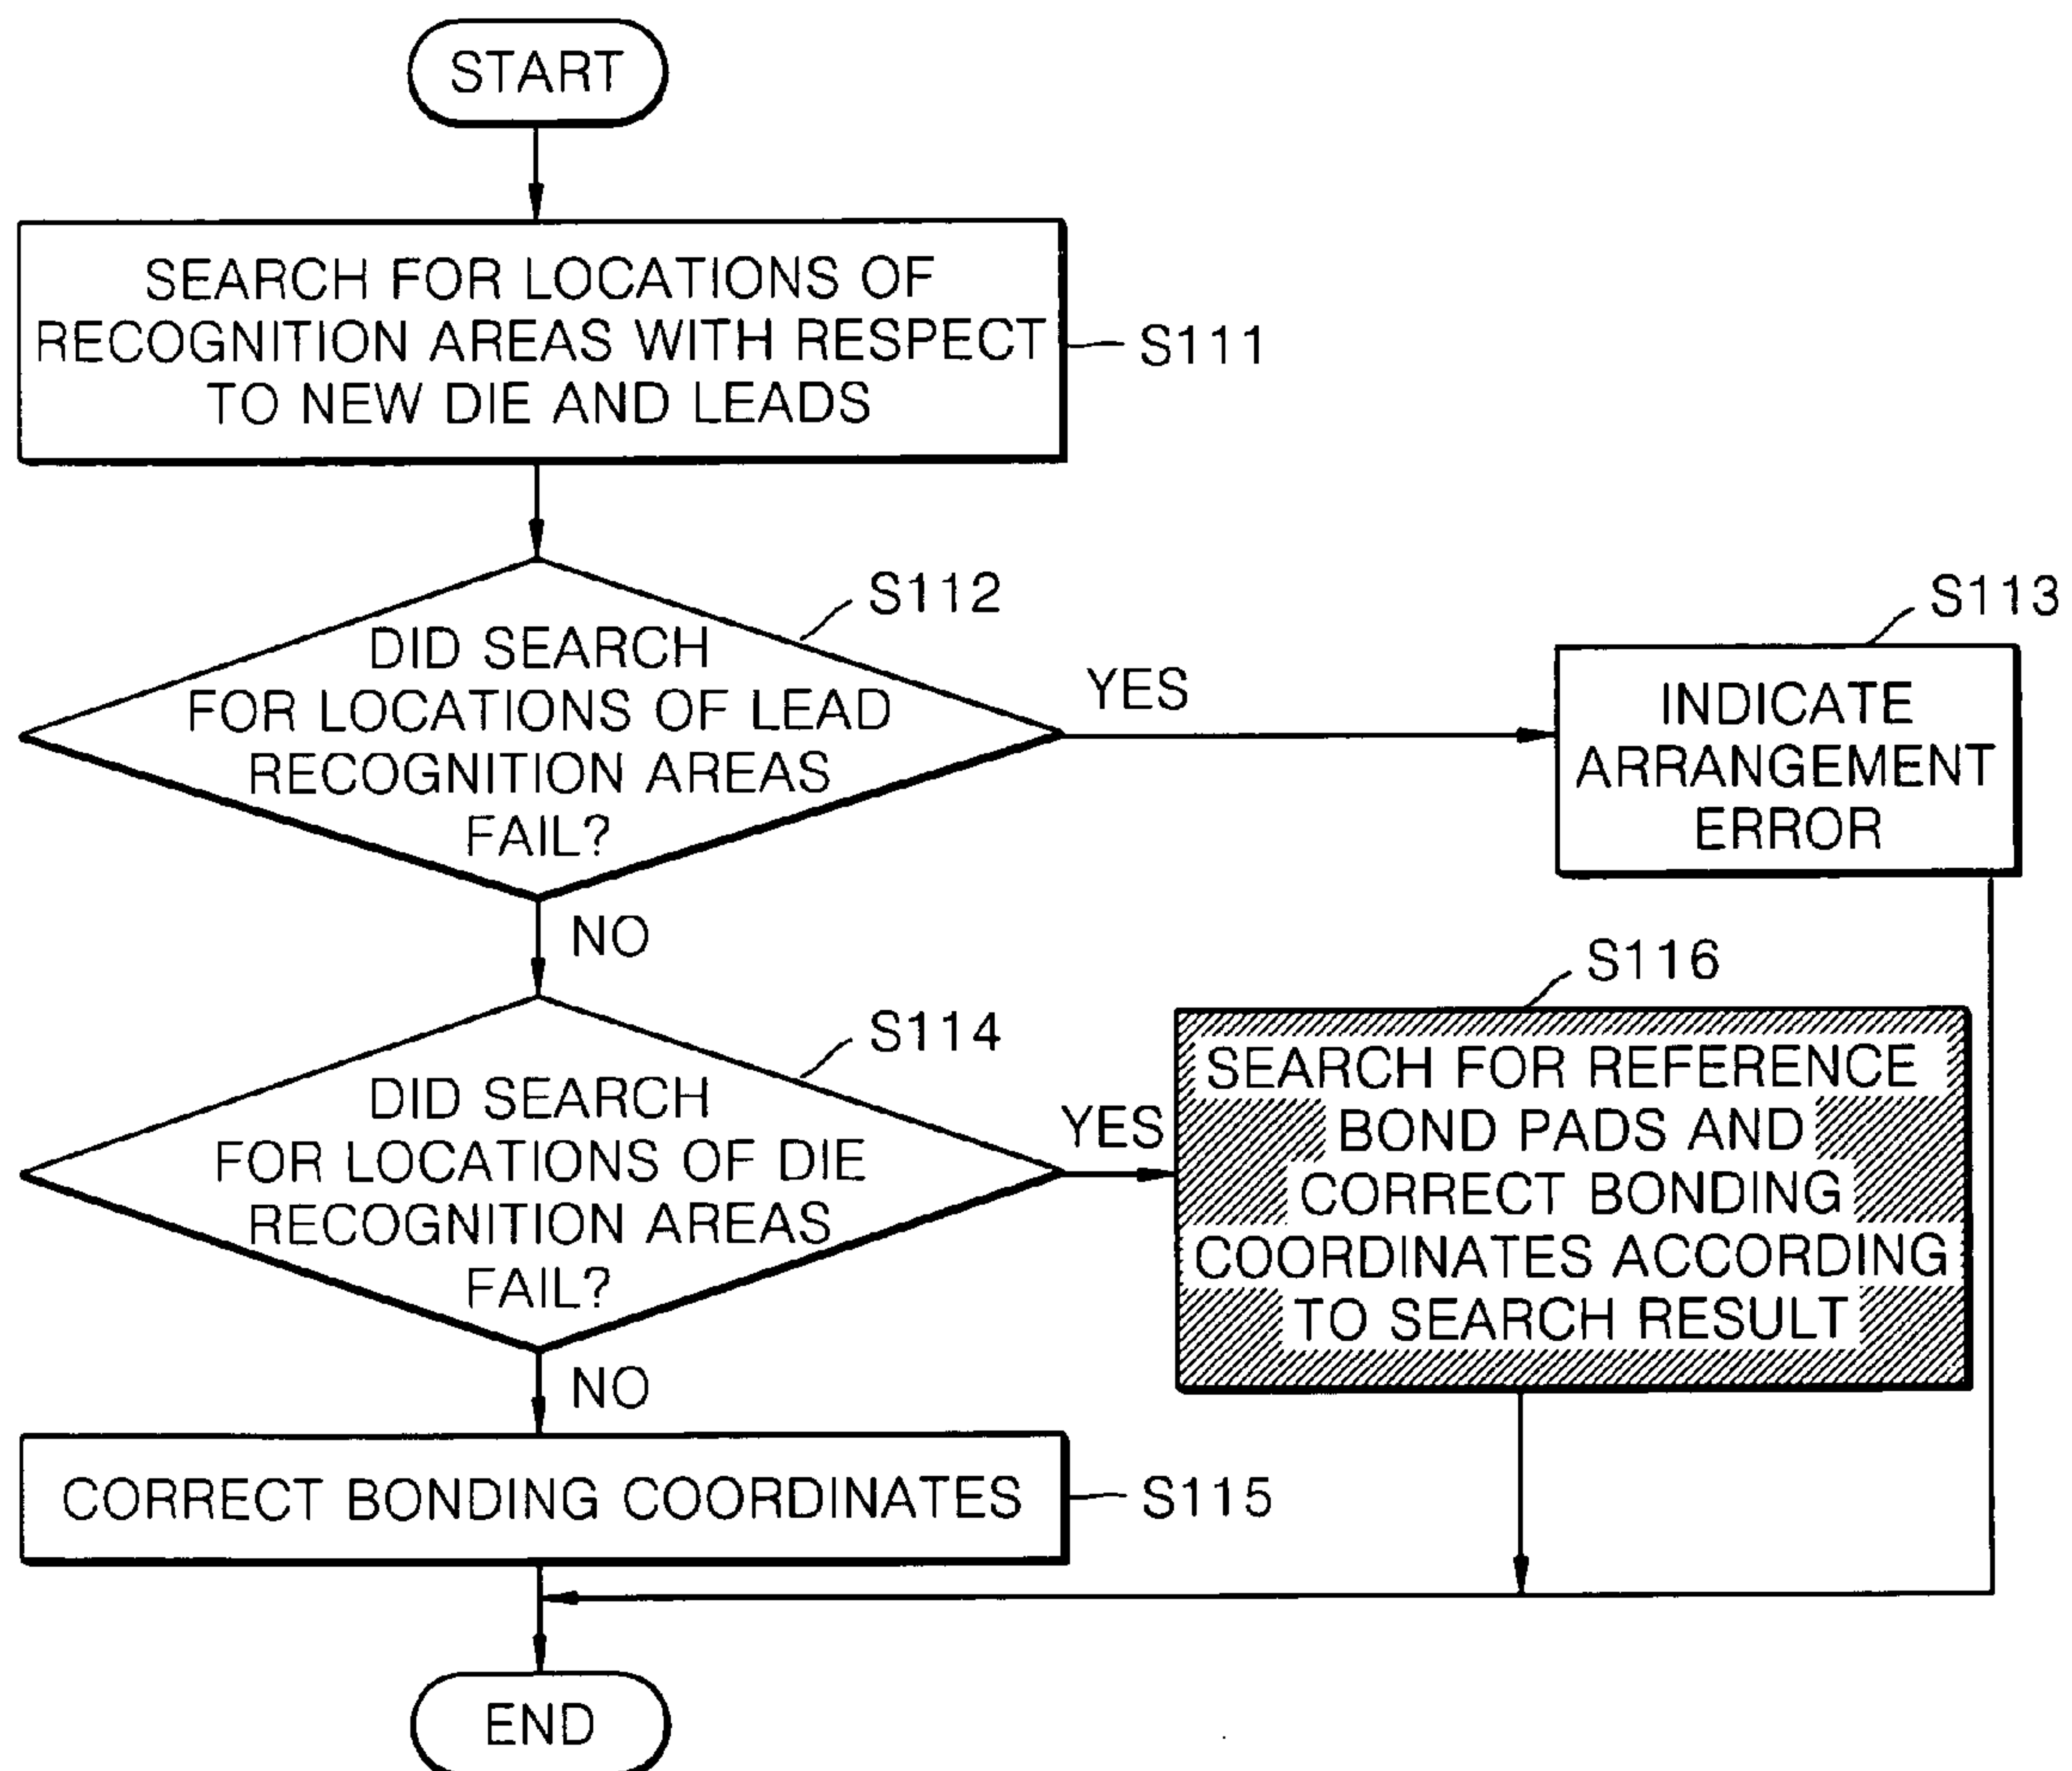 START
SEARCH FOR LOCATIONS OF
RECOGNITION AREAS WITH RESPECT
TO NEW DIE AND LEADS
S111
S112
DID SEARCH
FOR LOCATIONS OF LEAD
RECOGNITION AREAS
FAIL?
YES
S113
INDICATE
ARRANGEMENT
ERROR
NO
S114
DID SEARCH
FOR LOCATIONS OF DIE
RECOGNITION AREAS
FAIL?
YES
S116
SEARCH FOR REFERENCE
BOND PADS AND
CORRECT BONDING
COORDINATES ACCORDING
TO SEARCH RESULT
NO
CORRECT BONDING COORDINATES
S115
END